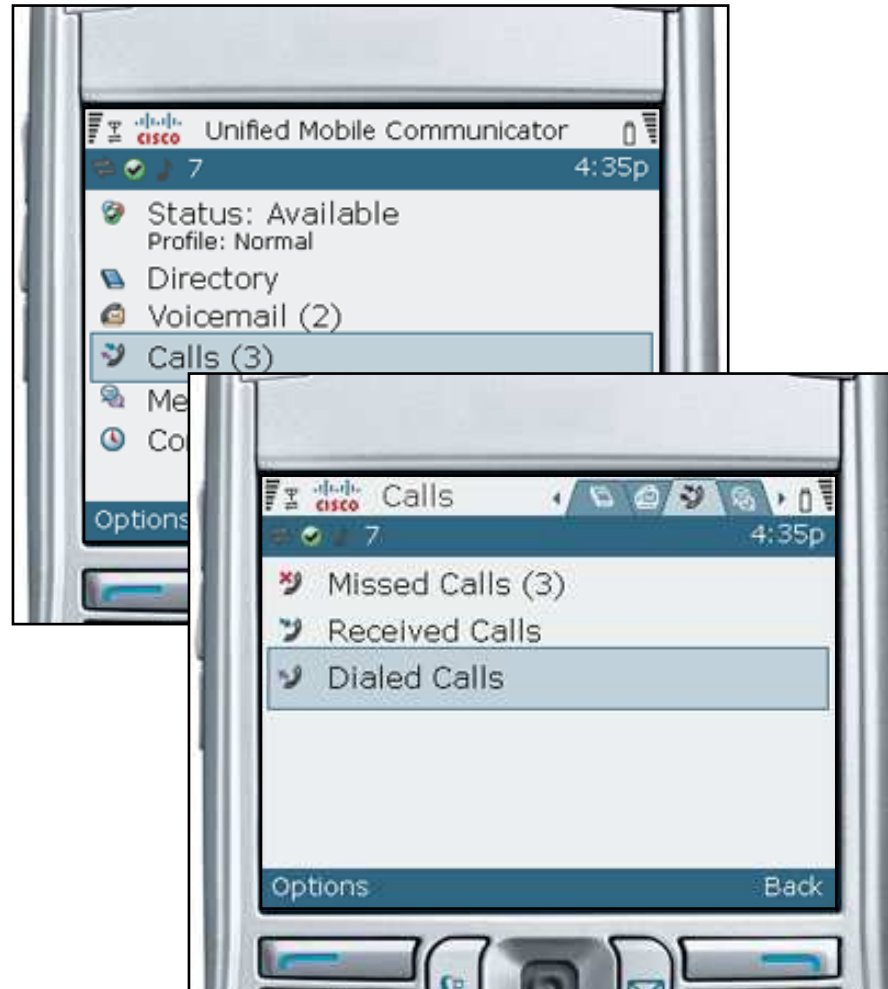 CISCO Unified Mobile Communicator
7 4:35p
Status: Available
Profile: Normal
Directory
Voicemail (2)
Calls (3)
Options
CISCO Calls
7 4:35p
Missed Calls (3)
Received Calls
Dialed Calls
Options Back